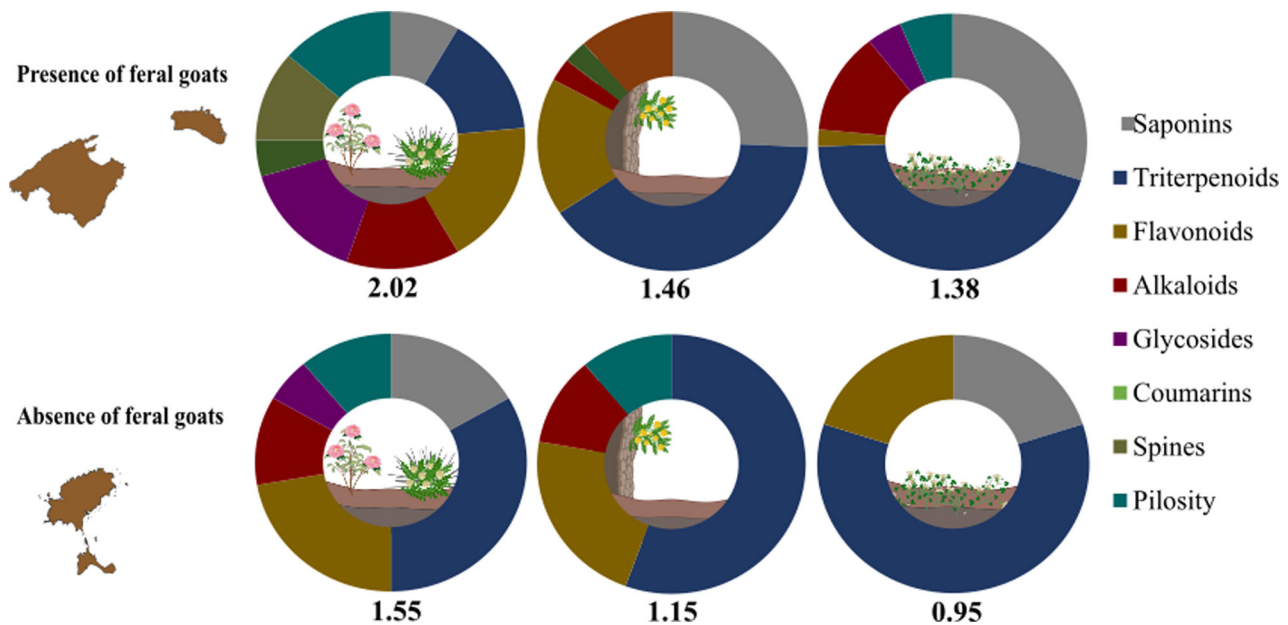 Presence of feral goats
2.02
1.46
1.38
Absence of feral goats
1.55
1.15
0.95
Saponins
Triterpenoids
Flavonoids
Alkaloids
Glycosides
Coumarins
Spines
Pilosity